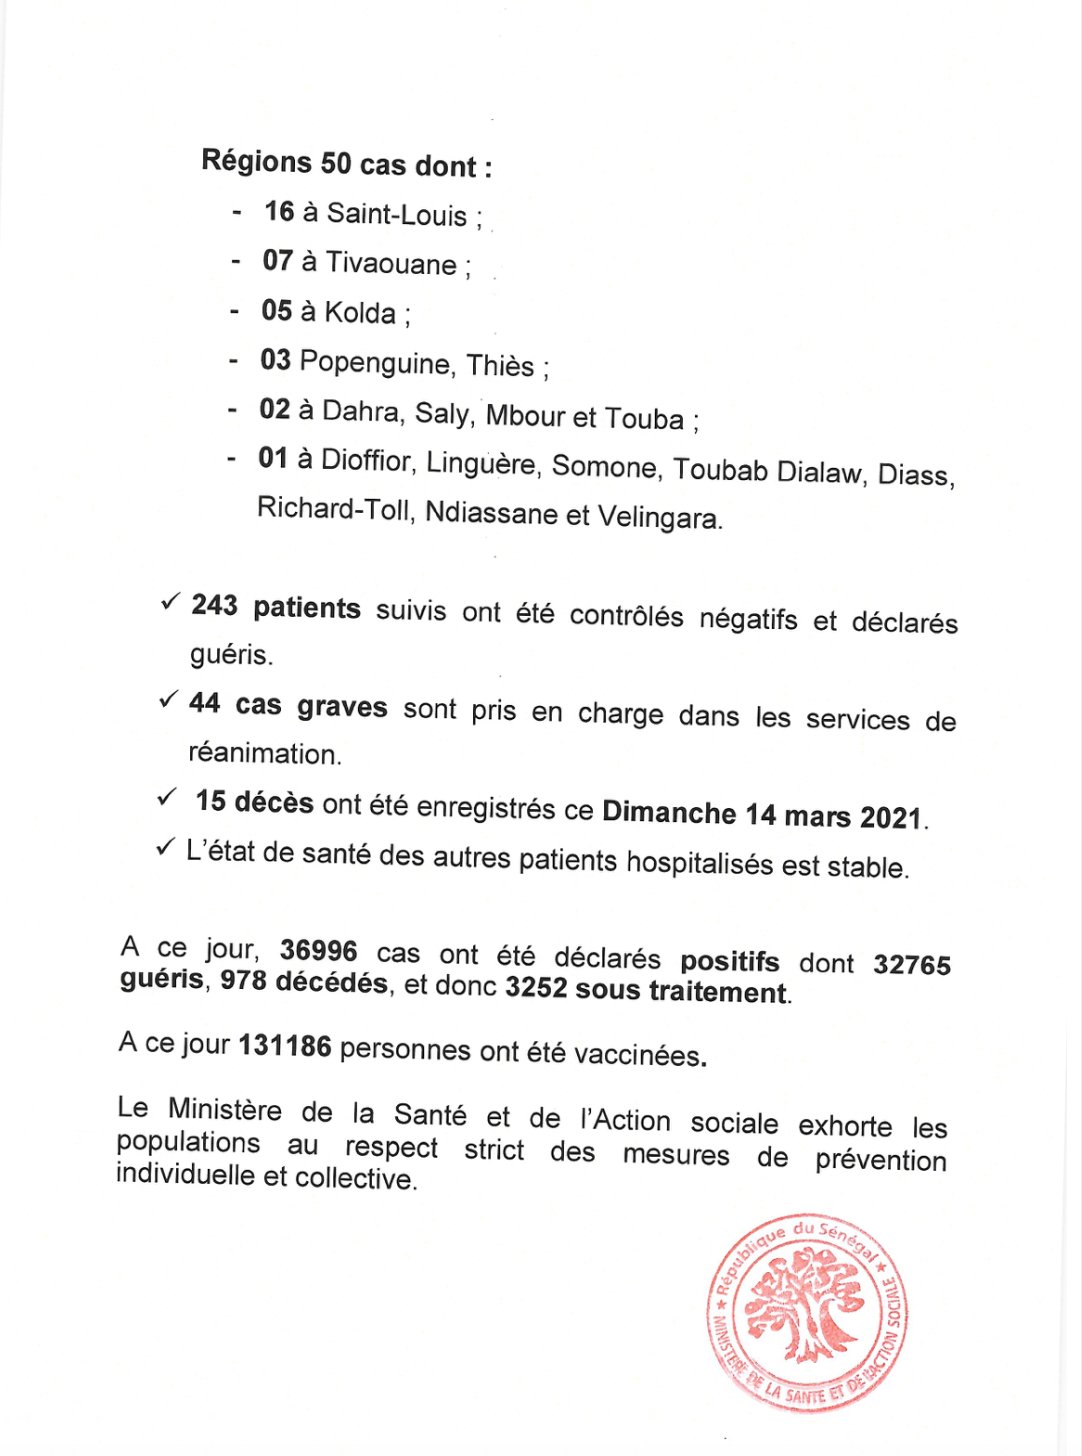 Régions 50 cas dont :
- 16 à Saint-Louis ;
- 07 à Tivaouane ;
- 05 à Kolda ;
- 03 Popenguine, Thiès ;
- 02 à Dahra, Saly, Mbour et Touba ;
- 01 à Dioffior, Linguère, Somone, Toubab Dialaw, Diass,
Richard-Toll, Ndiassane et Velingara.
✓ 243 patients suivis ont été contrôlés négatifs et déclarés
guéris.
✓ 44 cas graves sont pris en charge dans les services de
réanimation.
✓ 15 décès ont été enregistrés ce Dimanche 14 mars 2021.
✓ L'état de santé des autres patients hospitalisés est stable.
A ce jour, 36996 cas ont été déclarés positifs dont 32765
guéris, 978 décédés, et donc 3252 sous traitement.
A ce jour 131186 personnes ont été vaccinées.
Le Ministère de la Santé et de l'Action sociale exhorte les
populations au respect strict des mesures de prévention
individuelle et collective.
★ République du Sénégal ★
MINISTERE DE LA SANTE ET DE L'ACTION SOCIALE